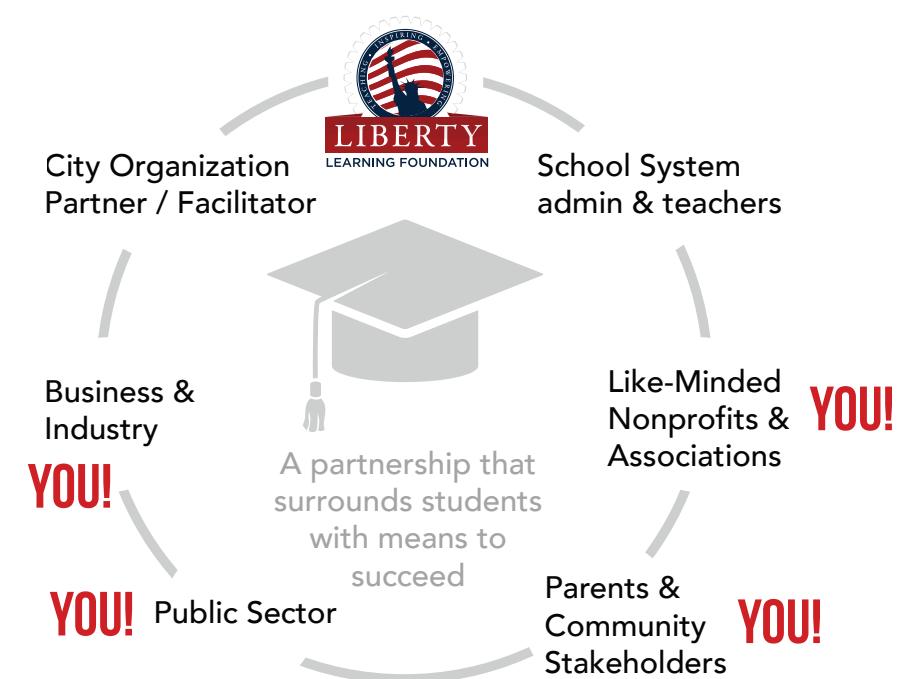 TEACHING • INSPIRING • EMPOWERING
LIBERTY
LEARNING FOUNDATION
City Organization
Partner / Facilitator
School System
admin & teachers
Business &
Industry
YOU!
Like-Minded
Nonprofits &
Associations
YOU!
A partnership that
surrounds students
with means to
succeed
YOU!
Public Sector
Parents &
Community
Stakeholders
YOU!